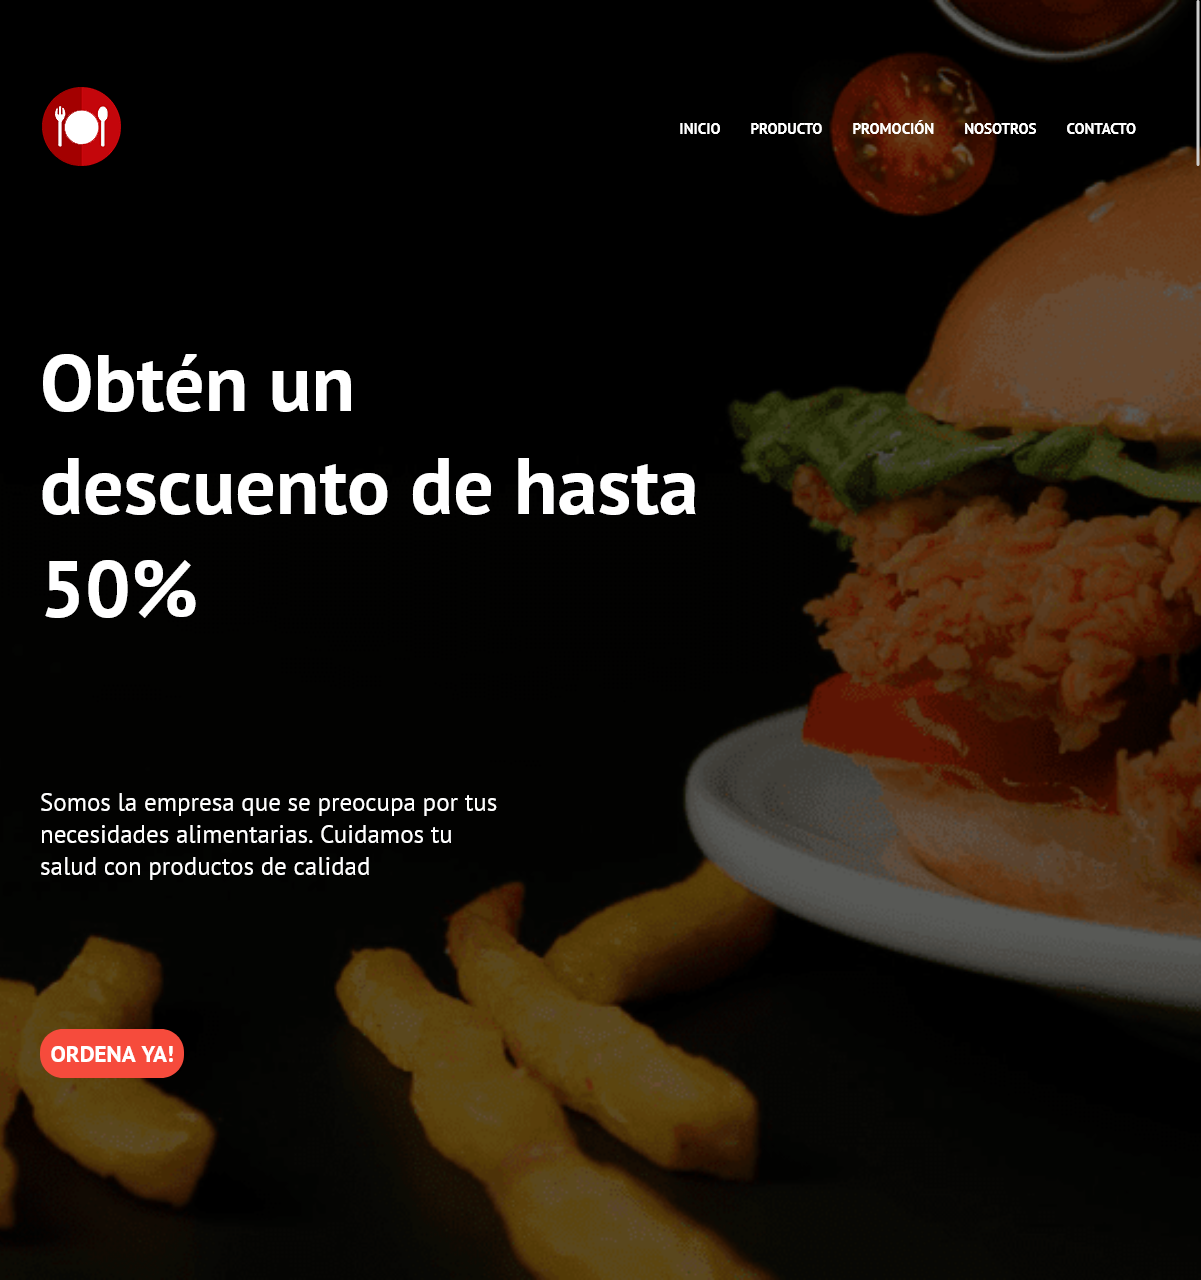 INICIO PRODUCTO PROMOCIÓN NOSOTROS CONTACTO
Obtén un
descuento de hasta
50%
Somos la empresa que se preocupa por tus
necesidades alimentarias. Cuidamos tu
salud con productos de calidad
ORDENA YA!